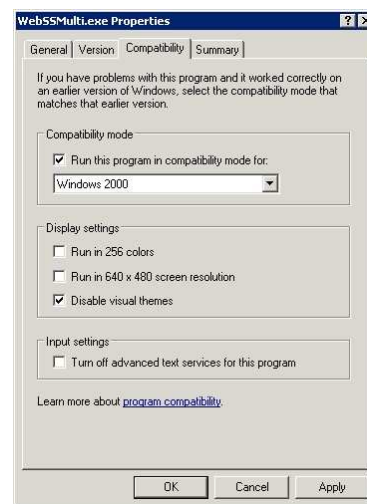 WebSSMulti.exe Properties
General Version Compatibility Summary
If you have problems with this program and it worked correctly on
an earlier version of Windows, select the compatibility mode that
matches that earlier version.
Compatibility mode
Run this program in compatibility mode for:
Windows 2000
Display settings
Run in 256 colors
Run in 640 x 480 screen resolution
Disable visual themes
Input settings
Turn off advanced text services for this program
Learn more about program compatibility.
OK Cancel Apply